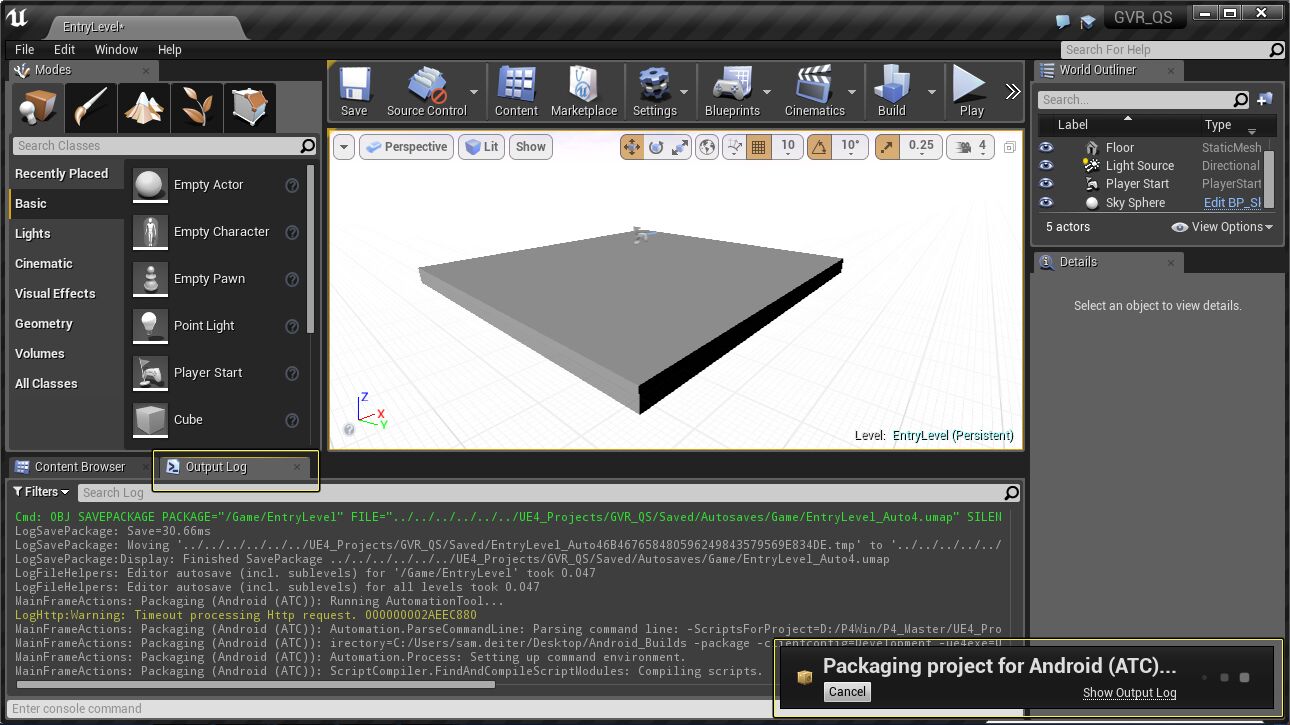 EntryLevel*
GVR_QS
File Edit Window Help
Search For Help
Modes
Search Classes
Recently Placed
Basic
Lights
Cinematic
Visual Effects
Geometry
Volumes
All Classes
Empty Actor
Empty Character
Empty Pawn
Point Light
Player Start
Cube
Save
Source Control
Content
Marketplace
Settings
Blueprints
Cinematics
Build
Play
Perspective
Lit
Show
10
10°
0.25
4
Z
X
Y
Level: EntryLevel (Persistent)
World Outliner
Search...
Label Type
Floor StaticMesh
Light Source Directional
Player Start PlayerStart
Sky Sphere Edit BP_Sk
5 actors
View Options
Details
Select an object to view details.
Content Browser
Output Log
Filters
Search Log
Cmd: OBJ SAVEPACKAGE PACKAGE="/Game/EntryLevel" FILE="../../../../../../UE4_Projects/GVR_QS/Saved/Autosaves/Game/EntryLevel_Auto4.umap" SILEN
LogSavePackage: Save=30.66ms
LogSavePackage: Moving '../../../../../../UE4_Projects/GVR_QS/Saved/EntryLevel_Auto46B467658480596249843579569E834DE.tmp' to '../../../../../
LogSavePackage:Display: Finished SavePackage ../../../../../../UE4_Projects/GVR_QS/Saved/Autosaves/Game/EntryLevel_Auto4.umap
LogFileHelpers: Editor autosave (incl. sublevels) for '/Game/EntryLevel' took 0.047
LogFileHelpers: Editor autosave (incl. sublevels) for all levels took 0.047
MainFrameActions: Packaging (Android (ATC)): Running AutomationTool...
LogHttp:Warning: Timeout processing Http request. 000000002AEEC880
MainFrameActions: Packaging (Android (ATC)): Automation.ParseCommandLine: Parsing command line: -ScriptsForProject=D:/P4Win/P4_Master/UE4_Pro
MainFrameActions: Packaging (Android (ATC)): irectory=C:/Users/sam.deiter/Desktop/Android_Builds -package -clientconfig=Development -ue4exe=U
MainFrameActions: Packaging (Android (ATC)): Automation.Process: Setting up command environment.
MainFrameActions: Packaging (Android (ATC)): ScriptCompiler.FindAndCompileScriptModules: Compiling scripts.
Packaging project for Android (ATC)...
Cancel
Show Output Log
Enter console command